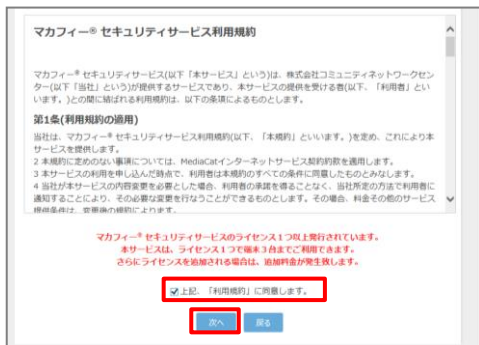 マカフィー® セキュリティサービス利用規約
マカフィー® セキュリティサービス(以下「本サービス」という)は、株式会社コミュニティネットワークセン
ター(以下「当社」という)が提供するサービスであり、本サービスの提供を受ける者(以下、「利用者」とい
います。)との間に結ばれる利用規約は、以下の条項によるものとします。
第1条(利用規約の適用)
当社は、マカフィー® セキュリティサービス利用規約(以下、「本規約」といいます。)を定め、これにより本
サービスを提供します。
2 本規約に定めのない事項については、MediaCatインターネットサービス契約約款を適用します。
3 本サービスの利用を申し込んだ時点で、利用者は本規約のすべての条件に同意したものとみなします。
4 当社が本サービスの内容変更を必要とした場合、利用者の承諾を得ることなく、当社所定の方法で利用者に
通知することにより、その必要な変更を行なうことができるものとします。その場合、料金その他のサービス
提供条件は、変更後の規約によります。
マカフィー® セキュリティサービスのライセンス1つ以上発行されています。
本サービスは、ライセンス1つで端末3台までご利用できます。
さらにライセンスを追加される場合は、追加料金が発生致します。
上記、「利用規約」に同意します。
次へ 戻る